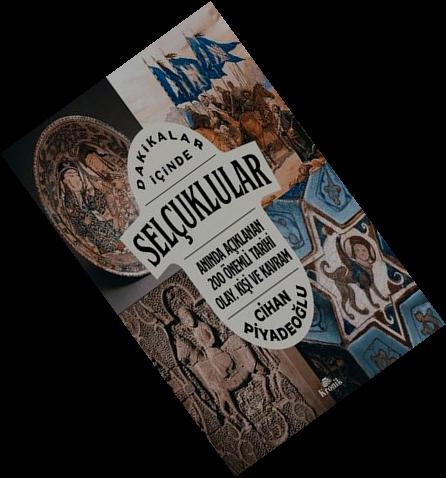 DAKİKALAR
İÇİNDE
SELÇUKLULAR
ANINDA AÇIKLANAN
200 ÖNEMLİ TARİHİ
OLAY, KİŞİ VE KAVRAM
CİHAN
PİYADEOĞLU
Kronik